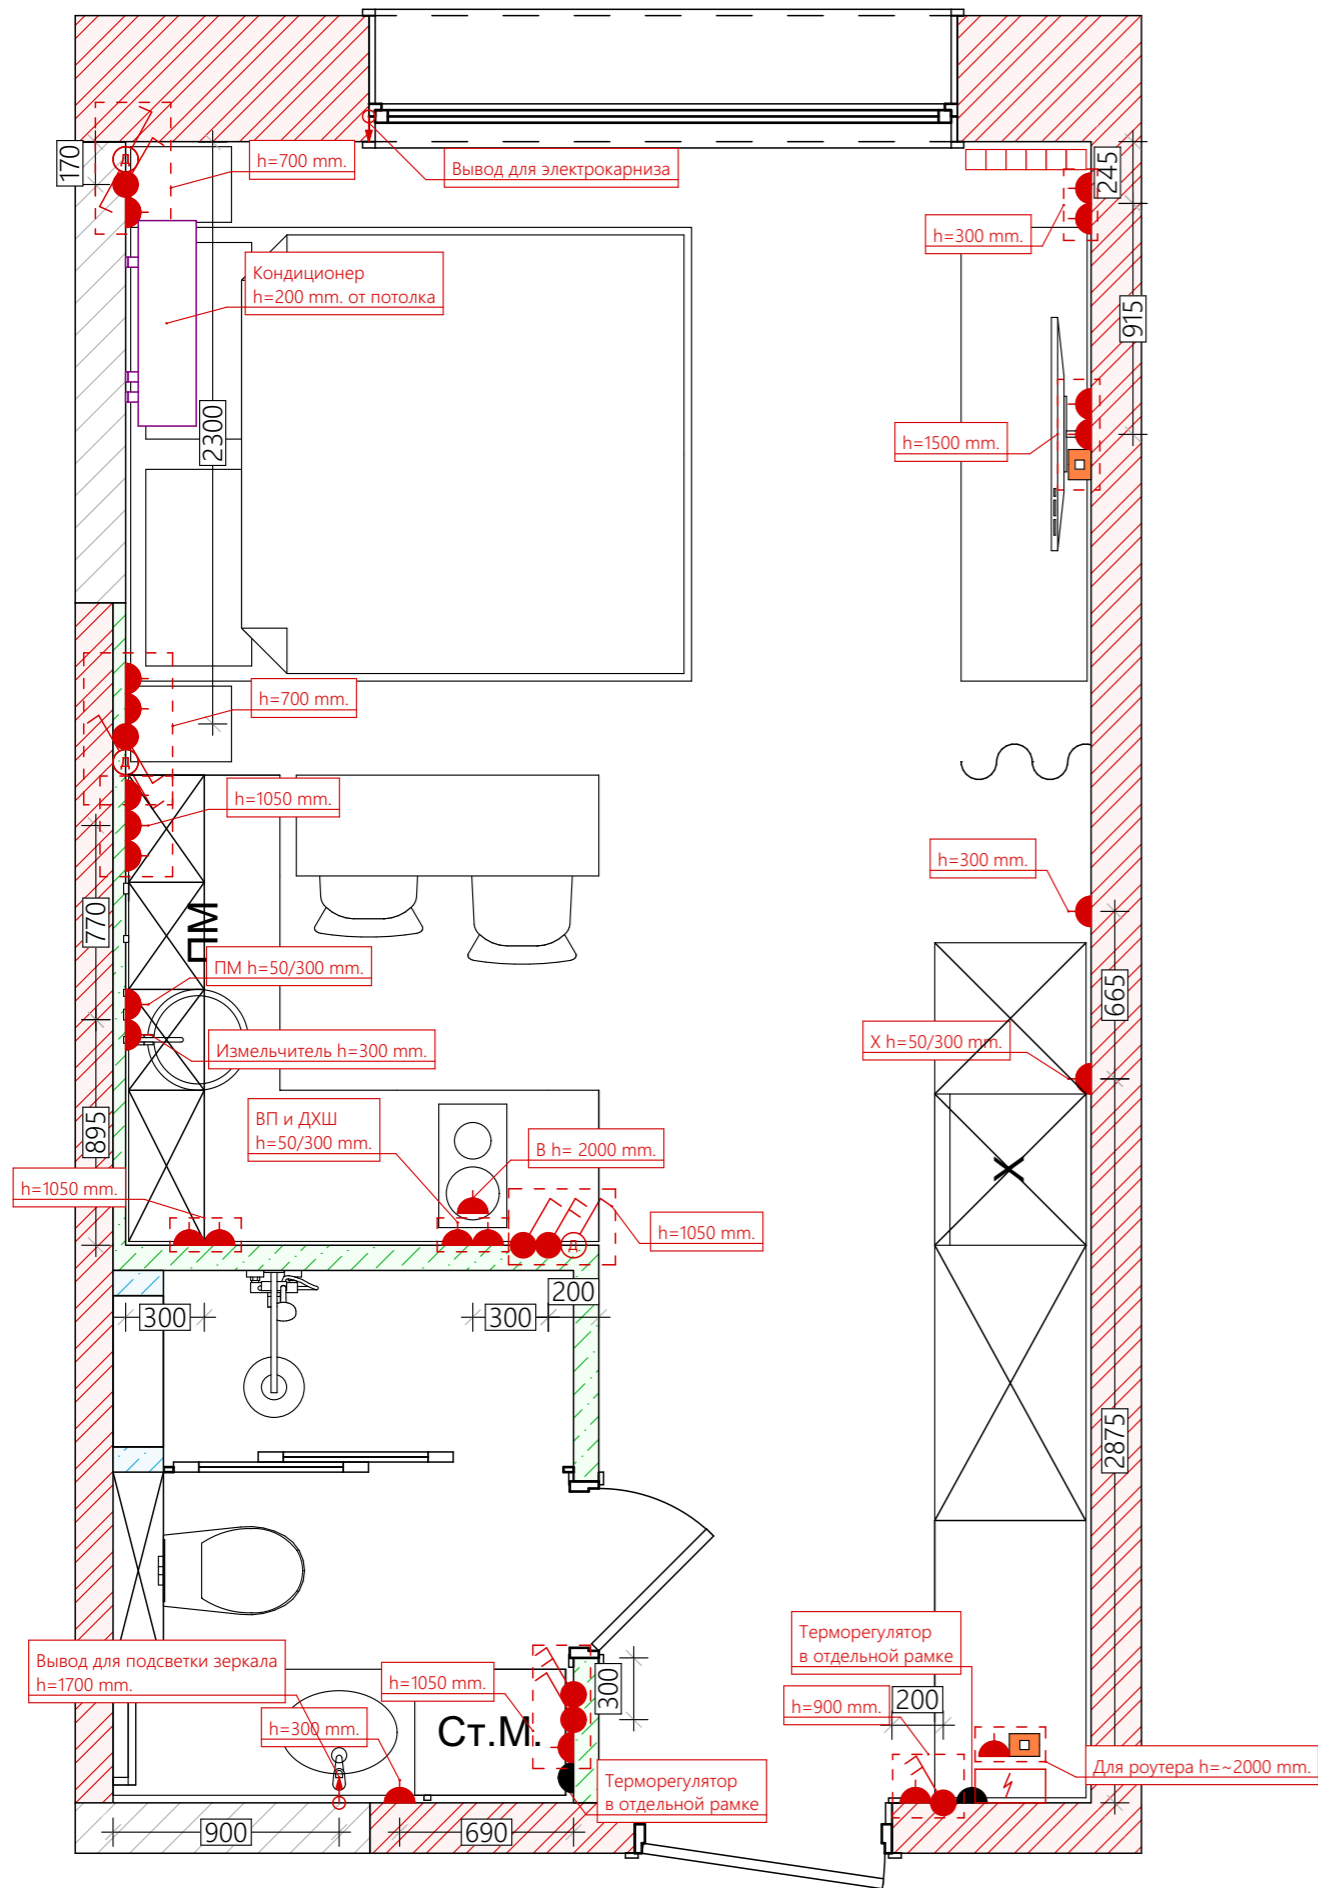 170
Д
h=700 mm.
Вывод для электрокарниза
245
h=300 mm.
Кондиционер
h=200 mm. от потолка
915
2300
h=1500 mm.
h=700 mm.
Д
h=1050 mm.
h=300 mm.
770
ПМ
ПМ h=50/300 mm.
665
Измельчитель h=300 mm.
Х h=50/300 mm.
895
ВП и ДХШ
h=50/300 mm.
В h= 2000 mm.
Х
h=1050 mm.
Д
h=1050 mm.
200
300
300
2875
Вывод для подсветки зеркала
h=1700 mm.
h=1050 mm.
300
h=300 mm.
Ст.М.
Терморегулятор
в отдельной рамке
200
h=900 mm.
Для роутера h=~2000 mm.
Терморегулятор
в отдельной рамке
900
690